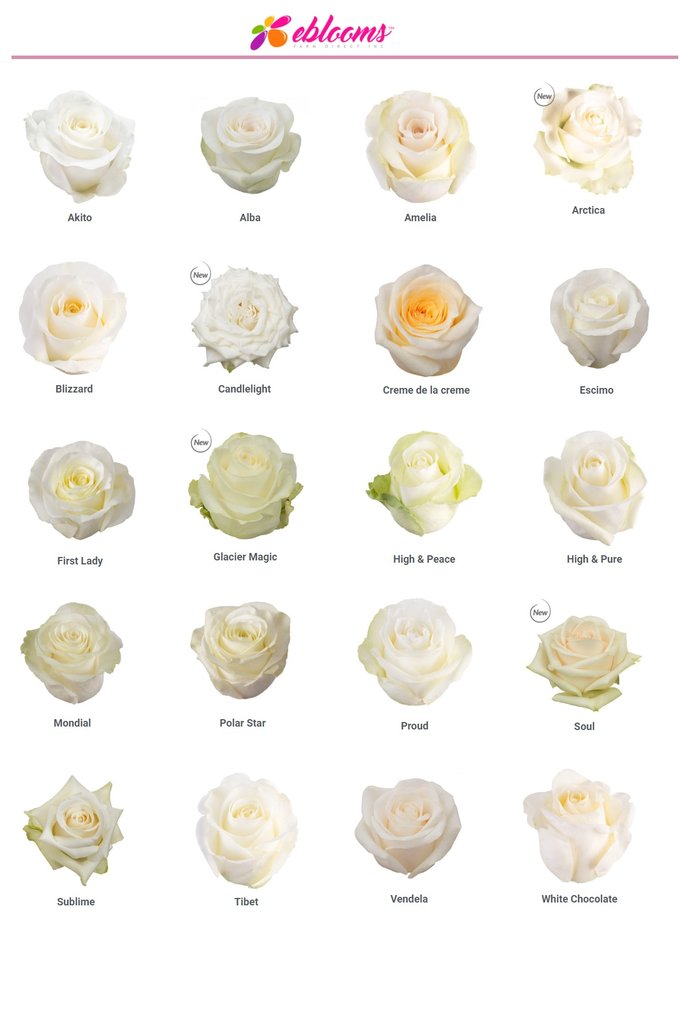 eblooms
FARM DIRECT INC
Akito
Alba
Amelia
New
Arctica
Blizzard
New
Candlelight
Creme de la creme
Escimo
First Lady
New
Glacier Magic
High & Peace
High & Pure
Mondial
Polar Star
Proud
New
Soul
Sublime
Tibet
Vendela
White Chocolate